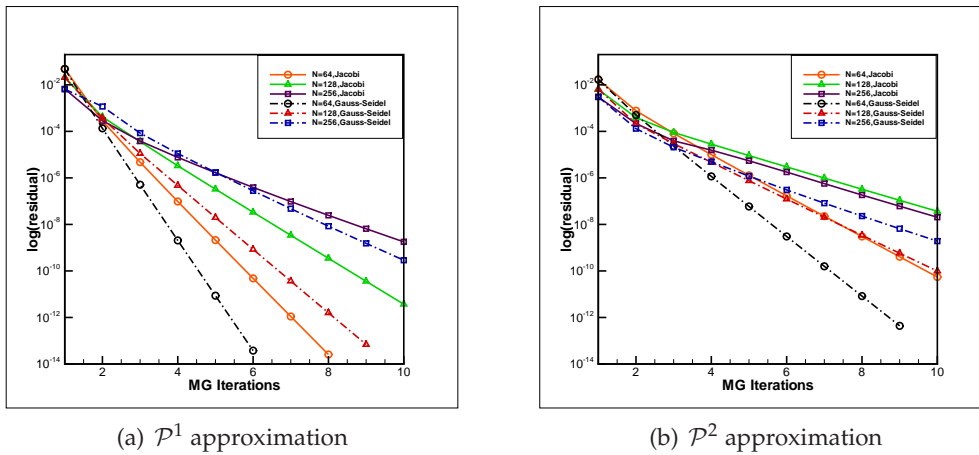 N=64,Jacobi
N=128,Jacobi
N=256,Jacobi
N=64,Gauss-Seidel
N=128,Gauss-Seidel
N=256,Gauss-Seidel
10^-2
10^-4
10^-6
10^-8
10^-10
10^-12
10^-14
log(residual)
2 4 6 8 10
MG Iterations
(a) P^1 approximation
N=64,Jacobi
N=128,Jacobi
N=256,Jacobi
N=64,Gauss-Seidel
N=128,Gauss-Seidel
N=256,Gauss-Seidel
10^-2
10^-4
10^-6
10^-8
10^-10
10^-12
10^-14
log(residual)
2 4 6 8 10
MG Iterations
(b) P^2 approximation